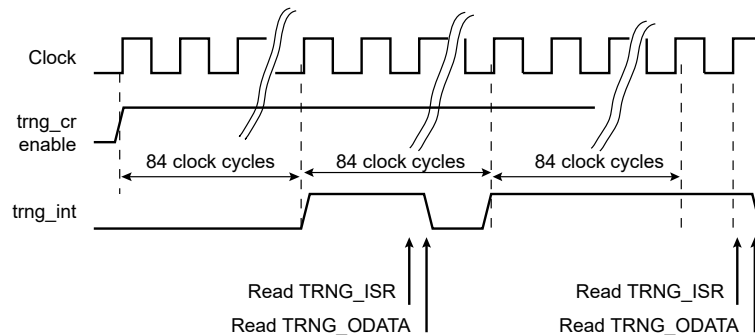 Clock
trng_cr
enable
84 clock cycles
84 clock cycles
84 clock cycles
trng_int
Read TRNG_ISR
Read TRNG_ISR
Read TRNG_ODATA
Read TRNG_ODATA